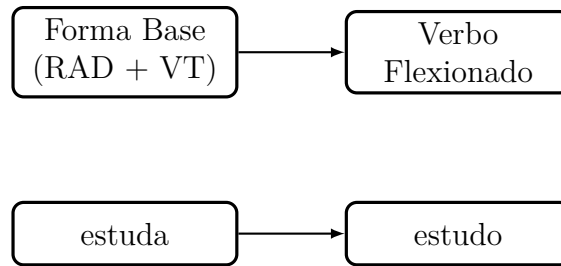 Forma Base
(RAD + VT)
Verbo
Flexionado
estuda
estudo